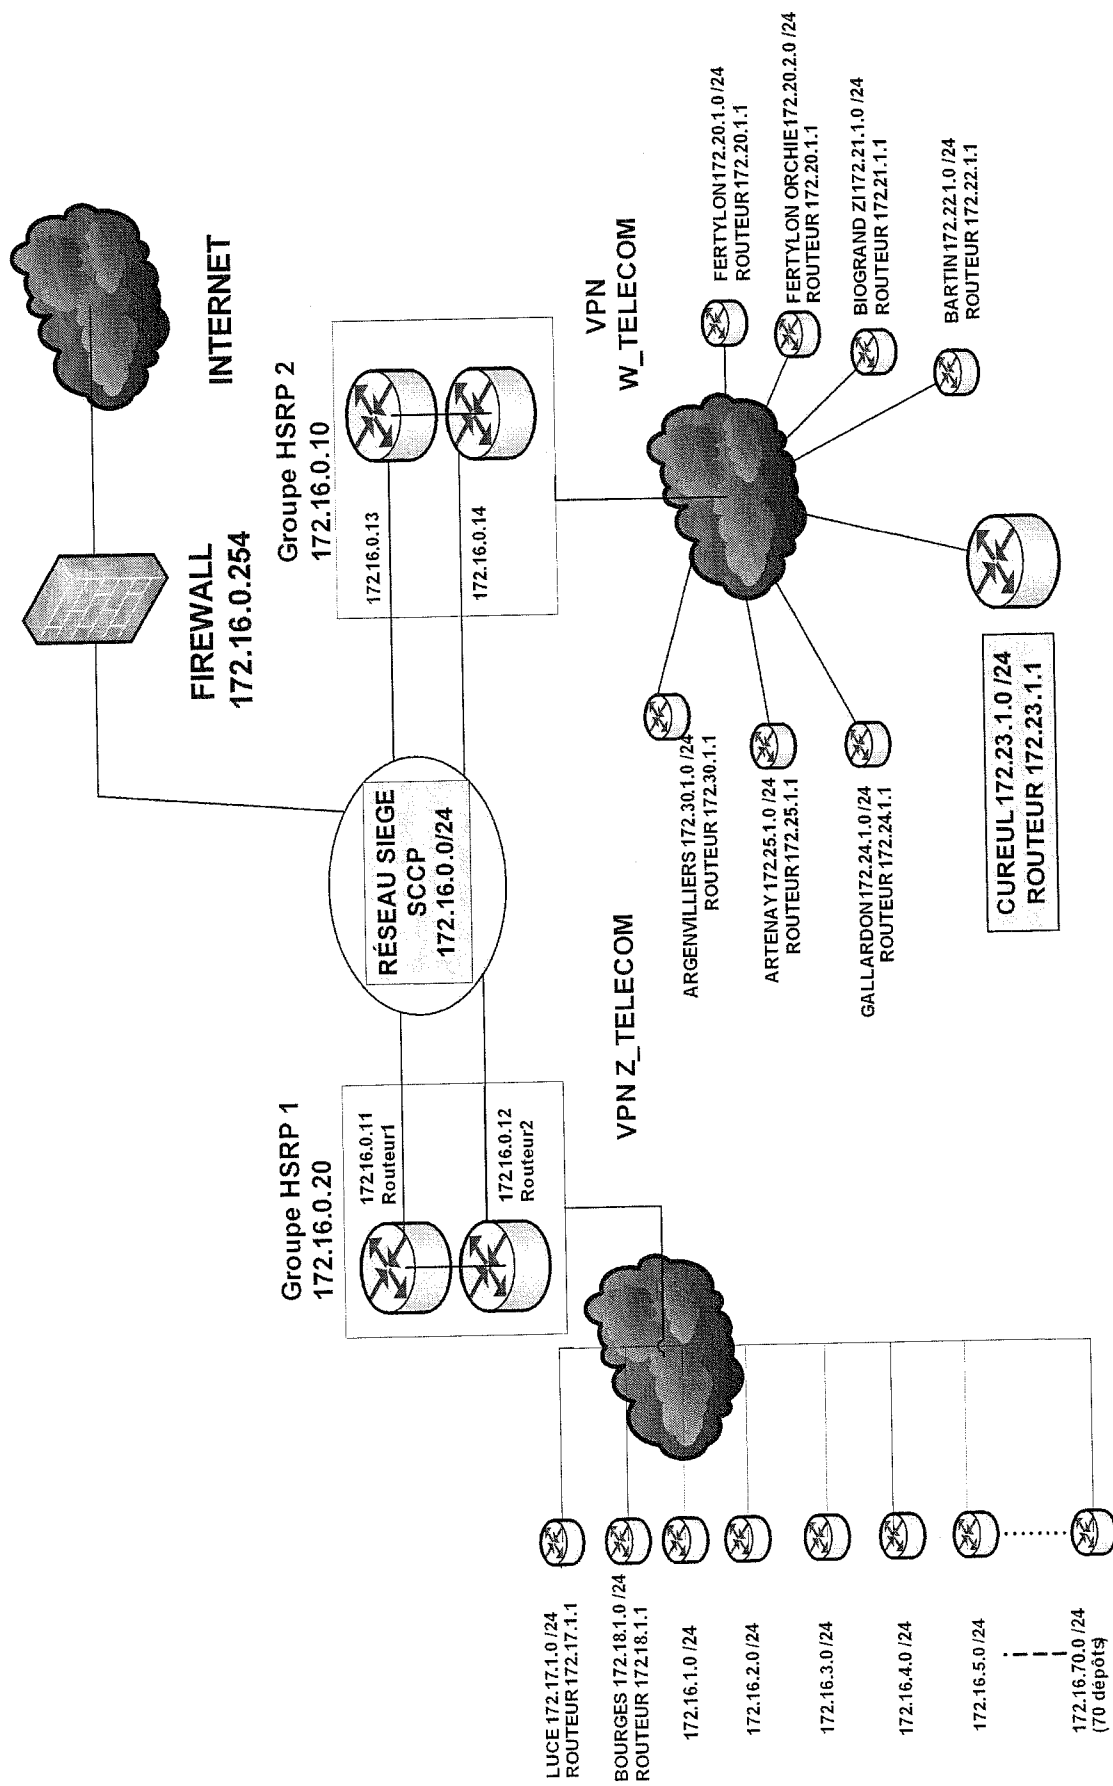 INTERNET
FIREWALL
172.16.0.254
Groupe HSRP 1
172.16.0.20
172.16.0.11
Routeur1
172.16.0.12
Routeur2
RÉSEAU SIEGE
SCCP
172.16.0.0/24
Groupe HSRP 2
172.16.0.10
172.16.0.13
172.16.0.14
VPN Z_TELECOM
VPN
W_TELECOM
LUCE 172.17.1.0 /24
ROUTEUR 172.17.1.1
BOURGES 172.18.1.0 /24
ROUTEUR 172.18.1.1
172.16.1.0 /24
172.16.2.0 /24
172.16.3.0 /24
172.16.4.0 /24
172.16.5.0 /24
172.16.70.0 /24
(70 dépôts)
ARGENVILLIERS 172.30.1.0 /24
ROUTEUR 172.30.1.1
ARTENAY 172.25.1.0 /24
ROUTEUR 172.25.1.1
GALLARDON 172.24.1.0 /24
ROUTEUR 172.24.1.1
CUREUL 172.23.1.0 /24
ROUTEUR 172.23.1.1
FERTYLON 172.20.1.0 /24
ROUTEUR 172.20.1.1
FERTYLON ORCHIE 172.20.2.0 /24
ROUTEUR 172.20.1.1
BIOGRAND ZI 172.21.1.0 /24
ROUTEUR 172.21.1.1
BARTIN 172.22.1.0 /24
ROUTEUR 172.22.1.1